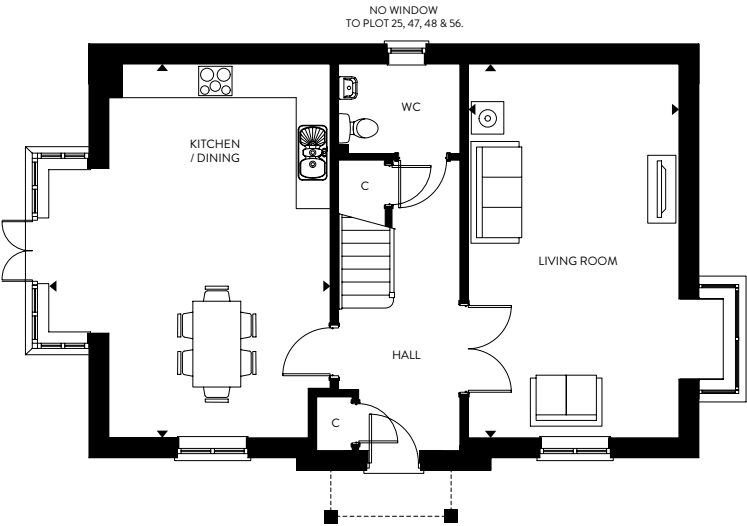 NO WINDOW
TO PLOT 25, 47, 48 & 56.
WC
KITCHEN
/ DINING
C
LIVING ROOM
HALL
C